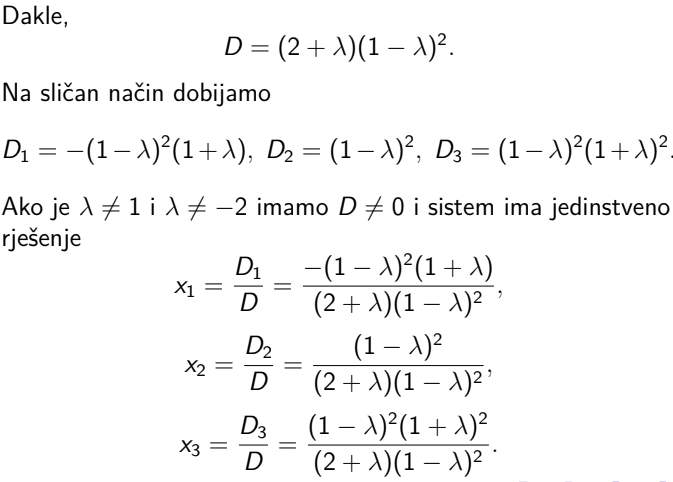 Dakle,
D = (2 + λ)(1 − λ)².
Na sličan način dobijamo
D₁ = −(1−λ)²(1+λ), D₂ = (1−λ)², D₃ = (1−λ)²(1+λ)².
Ako je λ ≠ 1 i λ ≠ −2 imamo D ≠ 0 i sistem ima jedinstveno
rješenje
x₁ = D₁/D = −(1 − λ)²(1 + λ)/(2 + λ)(1 − λ)²,
x₂ = D₂/D = (1 − λ)²/(2 + λ)(1 − λ)²,
x₃ = D₃/D = (1 − λ)²(1 + λ)²/(2 + λ)(1 − λ)².